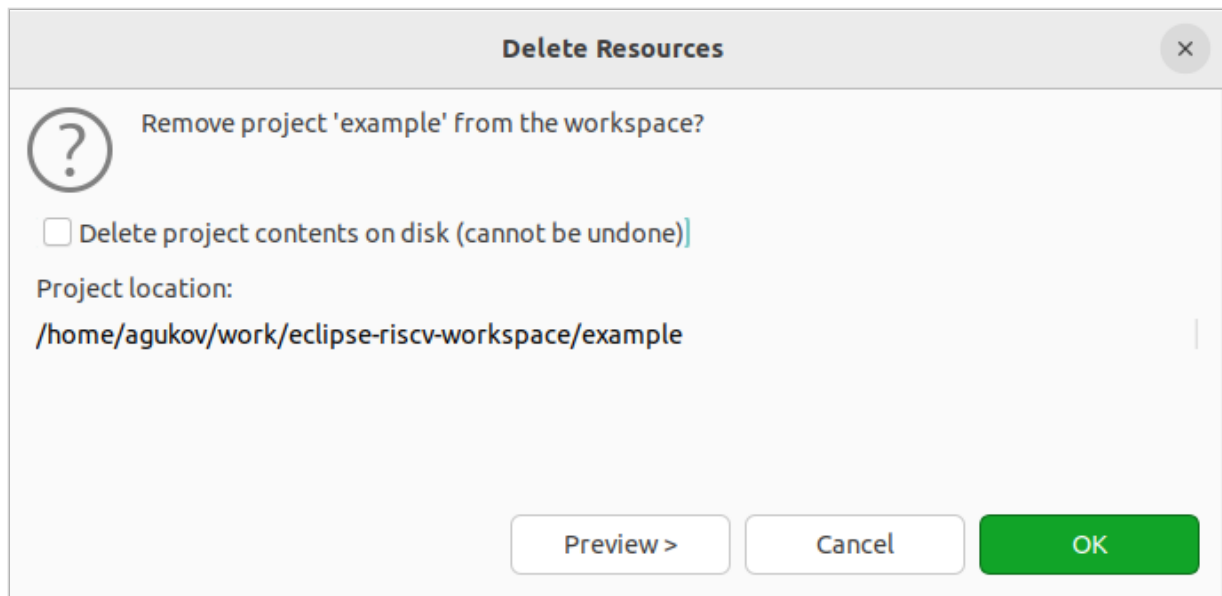 Delete Resources
Remove project 'example' from the workspace?
Delete project contents on disk (cannot be undone)
Project location:
/home/agukov/work/eclipse-riscv-workspace/example
Preview >
Cancel
OK